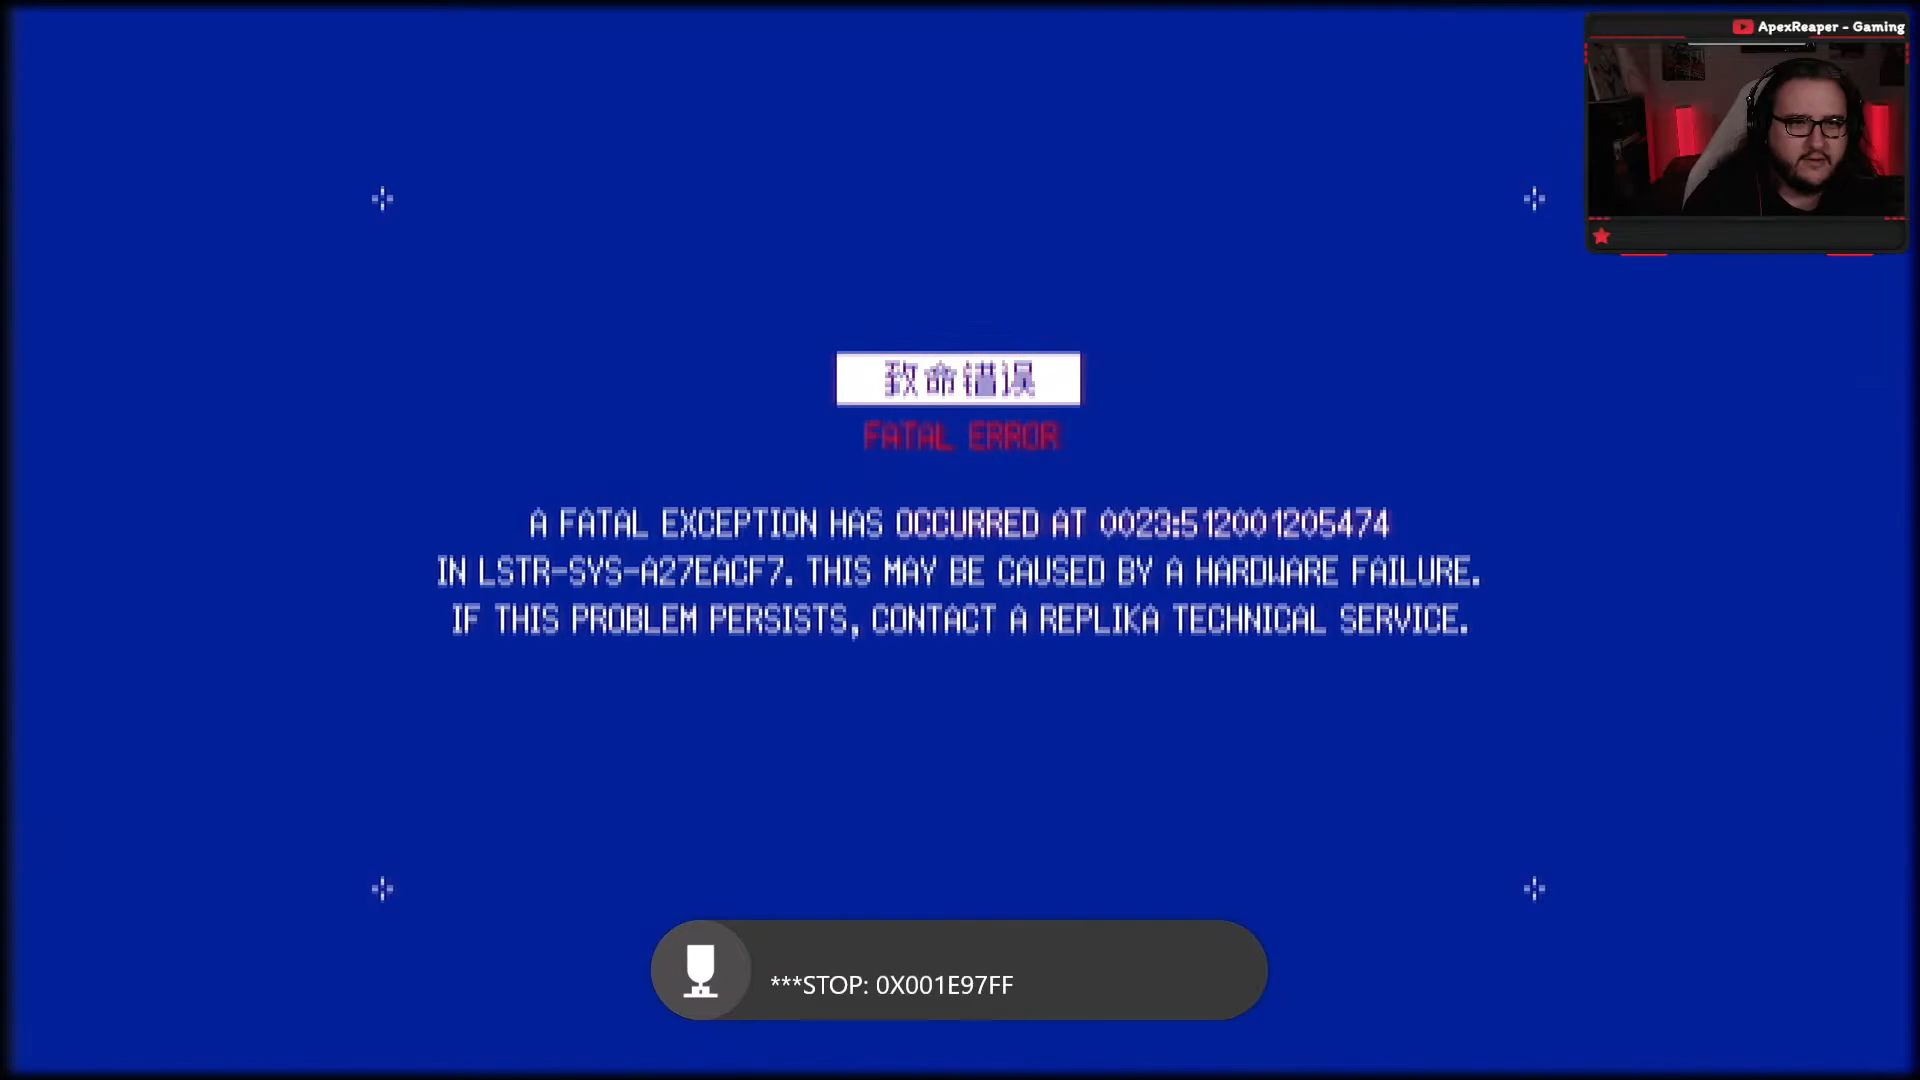 ApexReaper - Gaming
致命错误
FATAL ERROR
A FATAL EXCEPTION HAS OCCURRED AT 0023:512001205474
IN LSTR-SYS-A27EACF7. THIS MAY BE CAUSED BY A HARDWARE FAILURE.
IF THIS PROBLEM PERSISTS, CONTACT A REPLIKA TECHNICAL SERVICE.
***STOP: 0X001E97FF